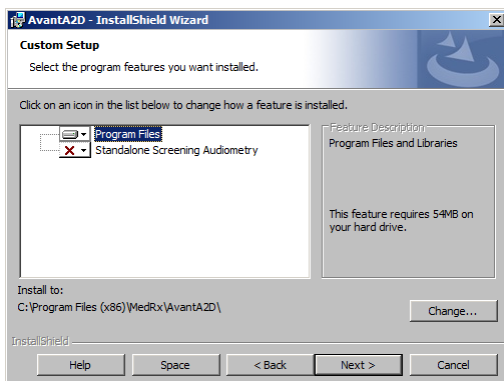 AvantA2D - InstallShield Wizard
Custom Setup
Select the program features you want installed.
Click on an icon in the list below to change how a feature is installed.
Program Files
Standalone Screening Audiometry
Feature Description
Program Files and Libraries
This feature requires 54MB on
your hard drive.
Install to:
C:\Program Files (x86)\MedRx\AvantA2D\
Change...
InstallShield
Help
Space
< Back
Next >
Cancel